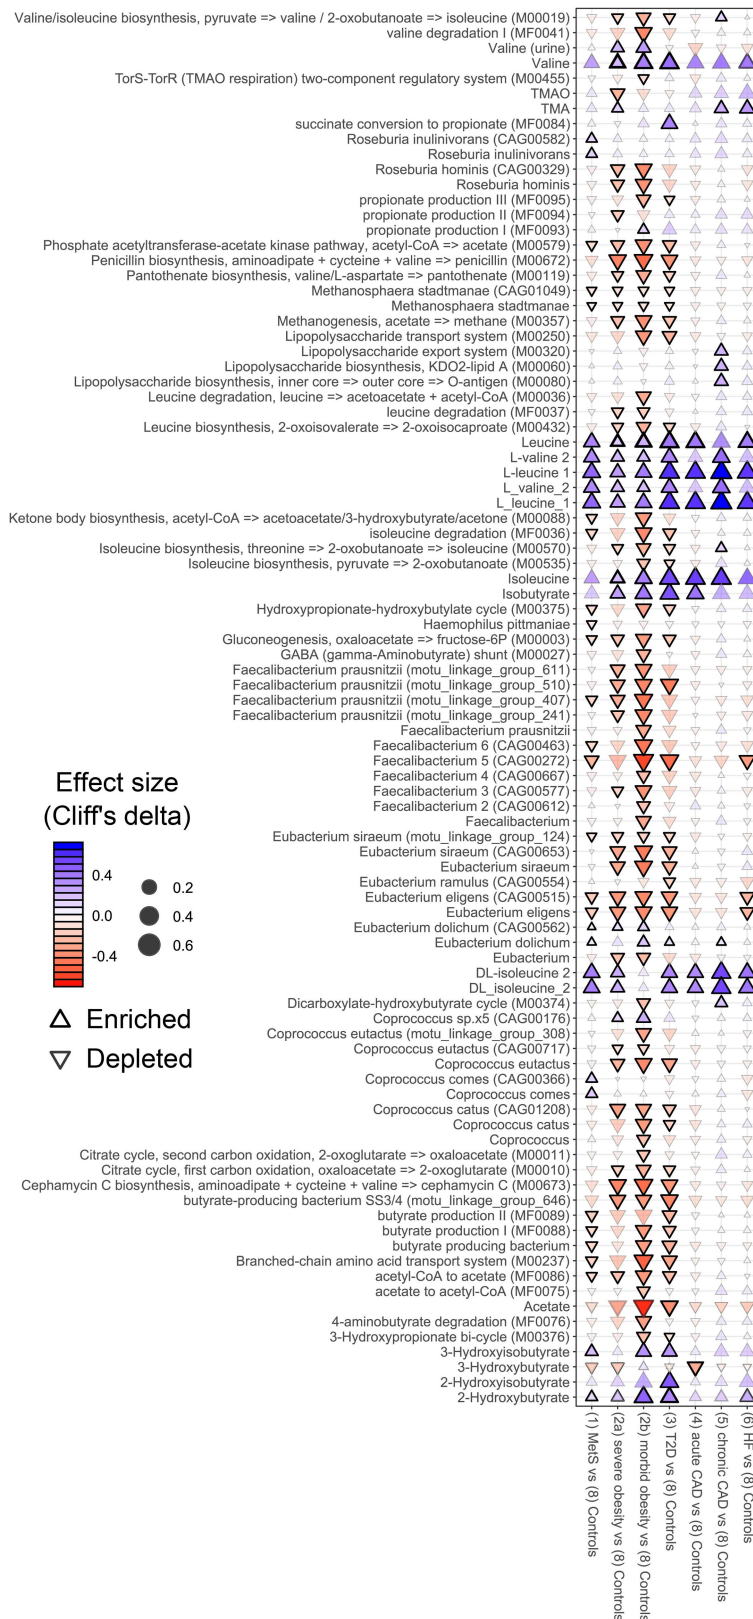 Valine/isoleucine biosynthesis, pyruvate => valine / 2-oxobutanoate => isoleucine (M00019)
valine degradation I (MF0041)
Valine (urine)
Valine
TorS-TorR (TMAO respiration) two-component regulatory system (M00455)
TMAO
TMA
succinate conversion to propionate (MF0084)
Roseburia inulinivorans (CAG00582)
Roseburia inulinivorans
Roseburia hominis (CAG00329)
Roseburia hominis
propionate production III (MF0095)
propionate production II (MF0094)
propionate production I (MF0093)
Phosphate acetyltransferase-acetate kinase pathway, acetyl-CoA => acetate (M00579)
Penicillin biosynthesis, aminoadipate + cycteine + valine => penicillin (M00672)
Pantothenate biosynthesis, valine/L-aspartate => pantothenate (M00119)
Methanosphaera stadtmanae (CAG01049)
Methanosphaera stadtmanae
Methanogenesis, acetate => methane (M00357)
Lipopolysaccharide transport system (M00250)
Lipopolysaccharide export system (M00320)
Lipopolysaccharide biosynthesis, KDO2-lipid A (M00060)
Lipopolysaccharide biosynthesis, inner core => outer core => O-antigen (M00080)
Leucine degradation, leucine => acetoacetate + acetyl-CoA (M00036)
leucine degradation (MF0037)
Leucine biosynthesis, 2-oxoisovalerate => 2-oxoisocaproate (M00432)
Leucine
L-valine 2
L-leucine 1
L_valine_2
L_leucine_1
Ketone body biosynthesis, acetyl-CoA => acetoacetate/3-hydroxybutyrate/acetone (M00088)
isoleucine degradation (MF0036)
Isoleucine biosynthesis, threonine => 2-oxobutanoate => isoleucine (M00570)
Isoleucine biosynthesis, pyruvate => 2-oxobutanoate (M00535)
Isoleucine
Isobutyrate
Hydroxypropionate-hydroxybutylate cycle (M00375)
Haemophilus pittmaniae
Gluconeogenesis, oxaloacetate => fructose-6P (M00003)
GABA (gamma-Aminobutyrate) shunt (M00027)
Faecalibacterium prausnitzii (motu_linkage_group_611)
Faecalibacterium prausnitzii (motu_linkage_group_510)
Faecalibacterium prausnitzii (motu_linkage_group_407)
Faecalibacterium prausnitzii (motu_linkage_group_241)
Faecalibacterium prausnitzii
Faecalibacterium 6 (CAG00463)
Faecalibacterium 5 (CAG00272)
Faecalibacterium 4 (CAG00667)
Faecalibacterium 3 (CAG00577)
Faecalibacterium 2 (CAG00612)
Faecalibacterium
Eubacterium siraeum (motu_linkage_group_124)
Eubacterium siraeum (CAG00653)
Eubacterium siraeum
Eubacterium ramulus (CAG00554)
Eubacterium eligens (CAG00515)
Eubacterium eligens
Eubacterium dolichum (CAG00562)
Eubacterium dolichum
Eubacterium
DL-isoleucine 2
DL_isoleucine_2
Dicarboxylate-hydroxybutyrate cycle (M00374)
Coprococcus sp.x5 (CAG00176)
Coprococcus eutactus (motu_linkage_group_308)
Coprococcus eutactus (CAG00717)
Coprococcus eutactus
Coprococcus comes (CAG00366)
Coprococcus comes
Coprococcus catus (CAG01208)
Coprococcus catus
Coprococcus
Citrate cycle, second carbon oxidation, 2-oxoglutarate => oxaloacetate (M00011)
Citrate cycle, first carbon oxidation, oxaloacetate => 2-oxoglutarate (M00010)
Cephamycin C biosynthesis, aminoadipate + cycteine + valine => cephamycin C (M00673)
butyrate-producing bacterium SS3/4 (motu_linkage_group_646)
butyrate production II (MF0089)
butyrate production I (MF0088)
butyrate producing bacterium
Branched-chain amino acid transport system (M00237)
acetyl-CoA to acetate (MF0086)
acetate to acetyl-CoA (MF0075)
Acetate
4-aminobutyrate degradation (MF0076)
3-Hydroxypropionate bi-cycle (M00376)
3-Hydroxyisobutyrate
3-Hydroxybutyrate
2-Hydroxyisobutyrate
2-Hydroxybutyrate
Effect size
(Cliff's delta)
0.4
0.0
-0.4
0.2
0.4
0.6
Enriched
Depleted
(1) MetS vs (8) Controls
(2a) severe obesity vs (8) Controls
(2b) morbid obesity vs (8) Controls
(3) T2D vs (8) Controls
(4) acute CAD vs (8) Controls
(5) chronic CAD vs (8) Controls
(6) HF vs (8) Controls